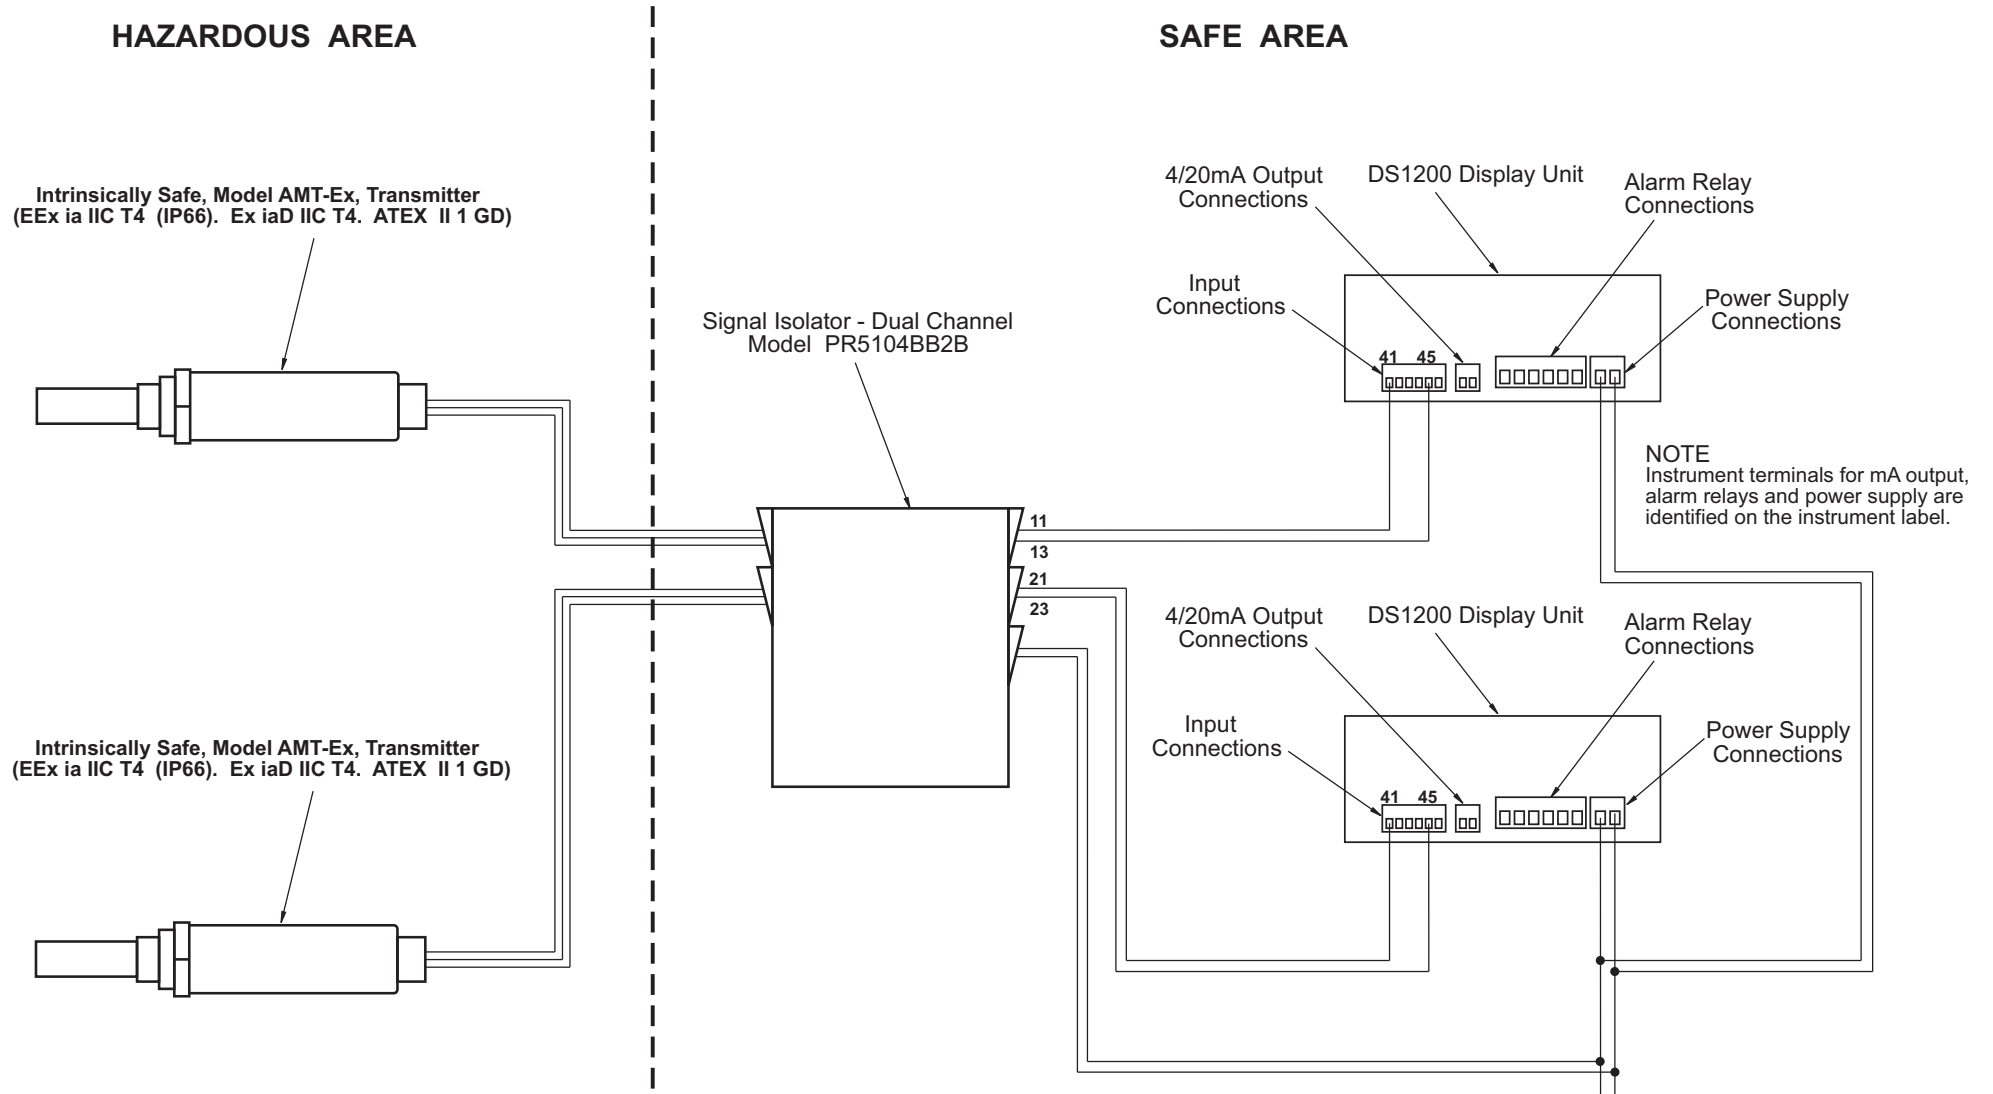 HAZARDOUS AREA
SAFE AREA
Intrinsically Safe, Model AMT-Ex, Transmitter
(EEx ia IIC T4 (IP66). Ex iaD IIC T4. ATEX II 1 GD)
Signal Isolator - Dual Channel
Model PR5104BB2B
4/20mA Output
Connections
DS1200 Display Unit
Alarm Relay
Connections
Input
Connections
Power Supply
Connections
41 45
NOTE
Instrument terminals for mA output,
alarm relays and power supply are
identified on the instrument label.
11
13
21
23
4/20mA Output
Connections
DS1200 Display Unit
Alarm Relay
Connections
Input
Connections
Power Supply
Connections
41 45
Intrinsically Safe, Model AMT-Ex, Transmitter
(EEx ia IIC T4 (IP66). Ex iaD IIC T4. ATEX II 1 GD)